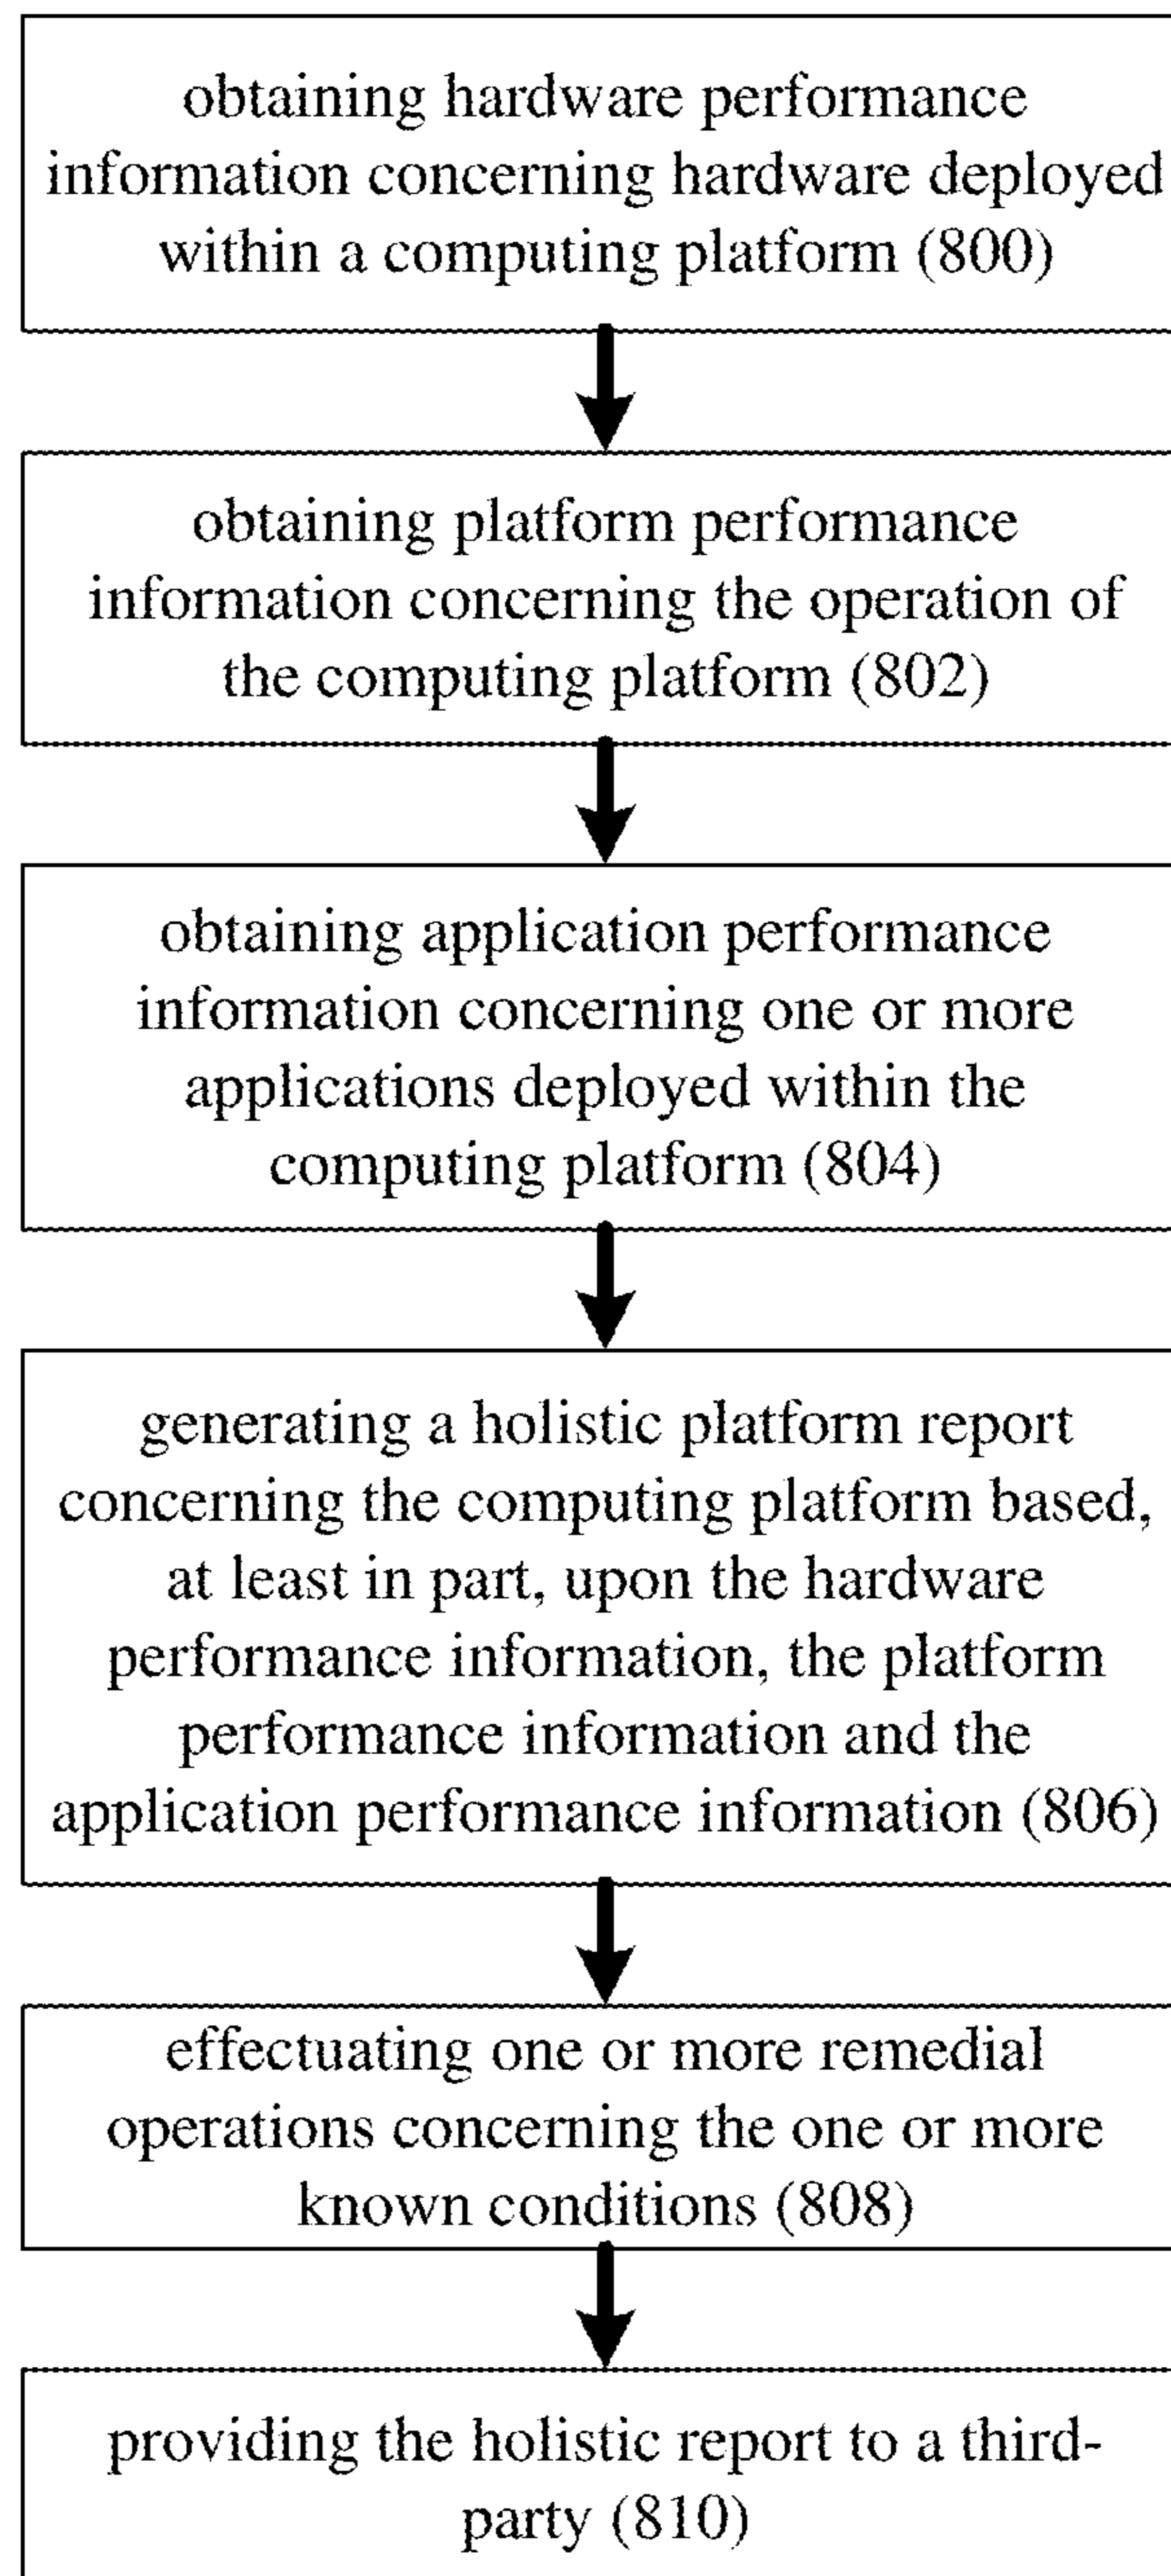 obtaining hardware performance
information concerning hardware deployed
within a computing platform (800)
obtaining platform performance
information concerning the operation of
the computing platform (802)
obtaining application performance
information concerning one or more
applications deployed within the
computing platform (804)
generating a holistic platform report
concerning the computing platform based,
at least in part, upon the hardware
performance information, the platform
performance information and the
application performance information (806)
effectuating one or more remedial
operations concerning the one or more
known conditions (808)
providing the holistic report to a third-
party (810)